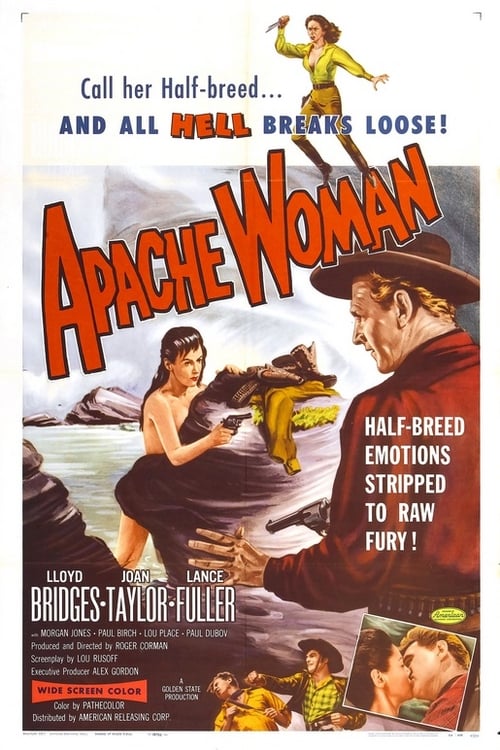 Call her Half-breed...
AND ALL HELL BREAKS LOOSE!
APACHE WOMAN
HALF-BREED
EMOTIONS
STRIPPED
TO RAW
FURY!
LLOYD BRIDGES · JOAN TAYLOR · LANCE FULLER
with MORGAN JONES · PAUL BIRCH · LOU PLACE · PAUL DUBOV
Produced and Directed by ROGER CORMAN
Screenplay by LOU RUSOFF
Executive Producer ALEX GORDON
WIDE SCREEN COLOR
Color by PATHECOLOR
Distributed by AMERICAN RELEASING CORP.
A
GOLDEN STATE
PRODUCTION
American